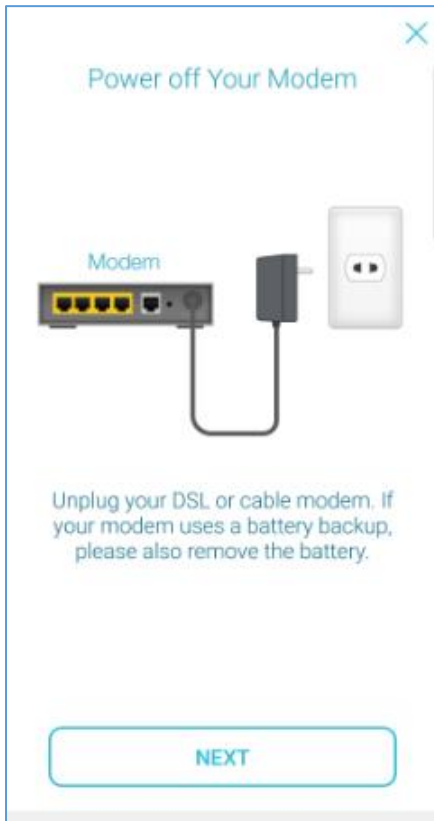 Power off Your Modem
Modem
Unplug your DSL or cable modem. If
your modem uses a battery backup,
please also remove the battery.
NEXT